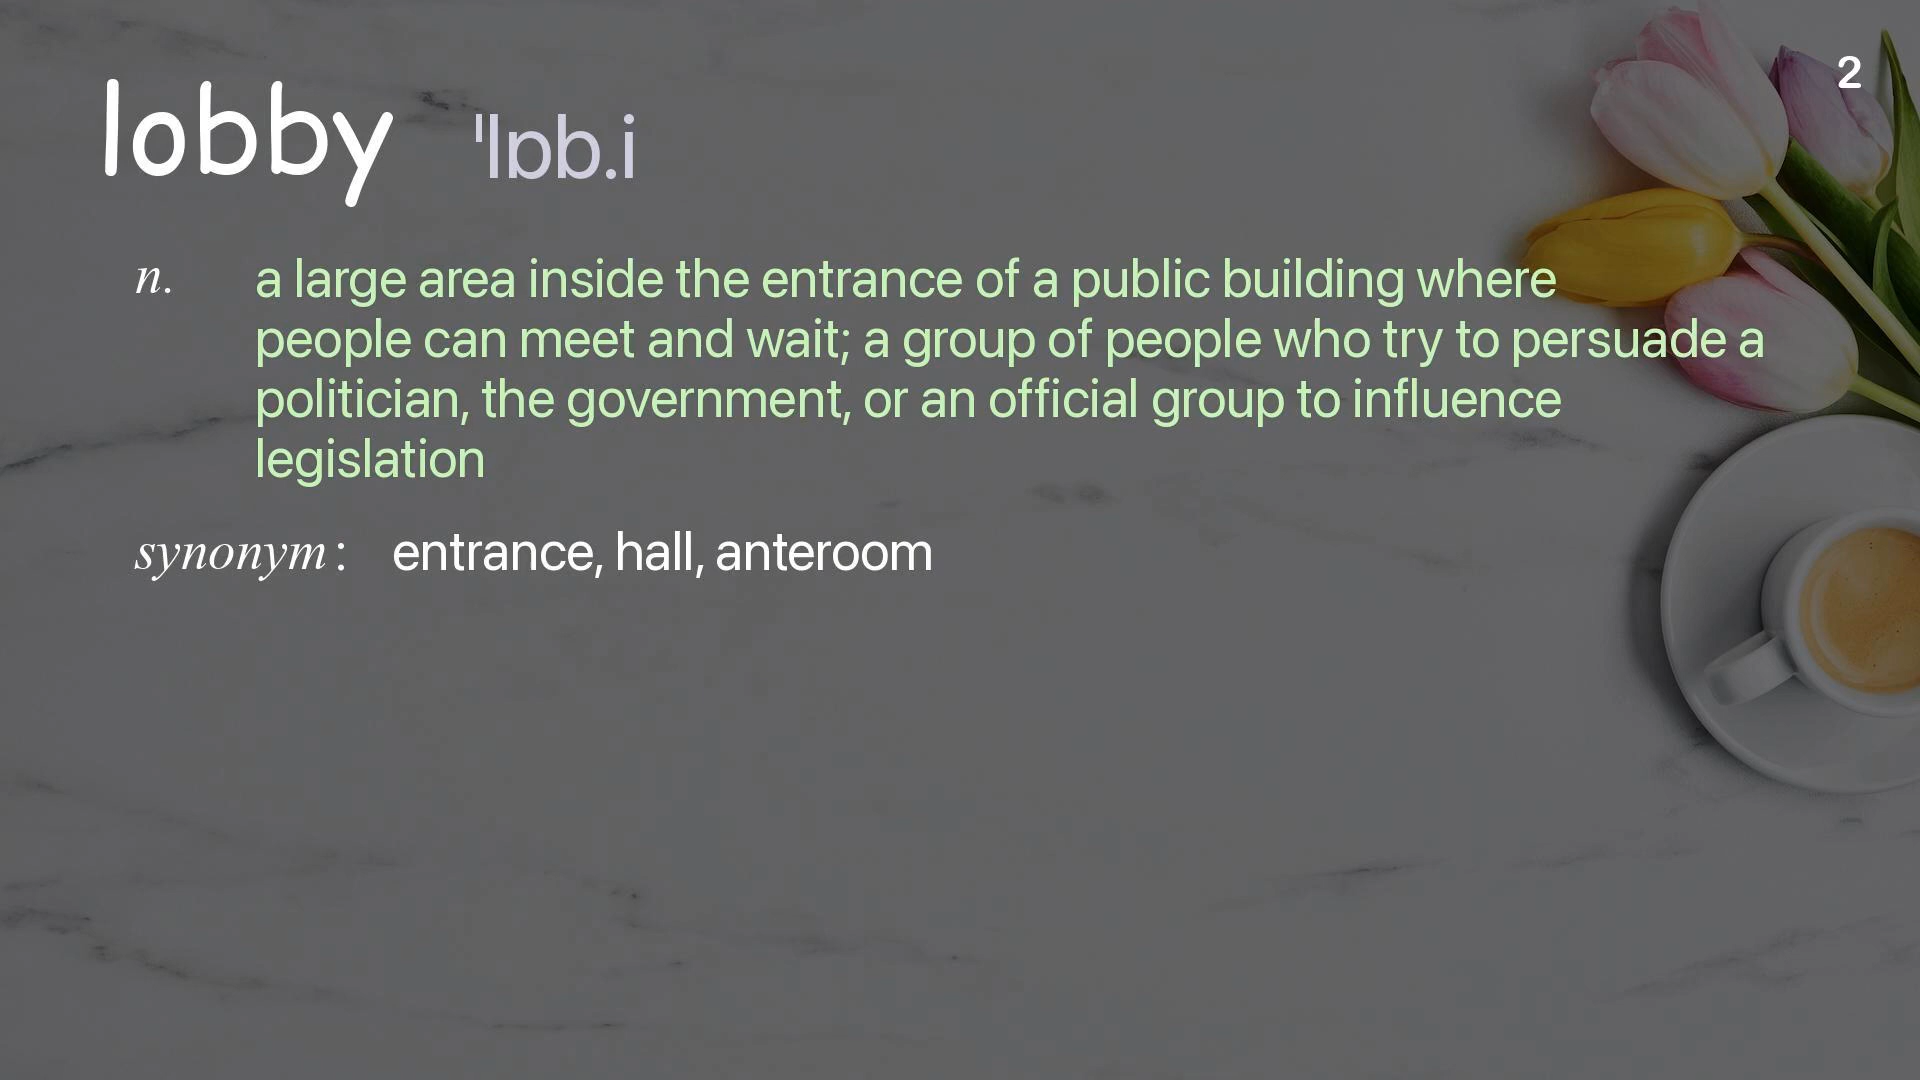 2
lobby ˈlɒb.i
n. a large area inside the entrance of a public building where
people can meet and wait; a group of people who try to persuade a
politician, the government, or an official group to influence
legislation
synonym: entrance, hall, anteroom